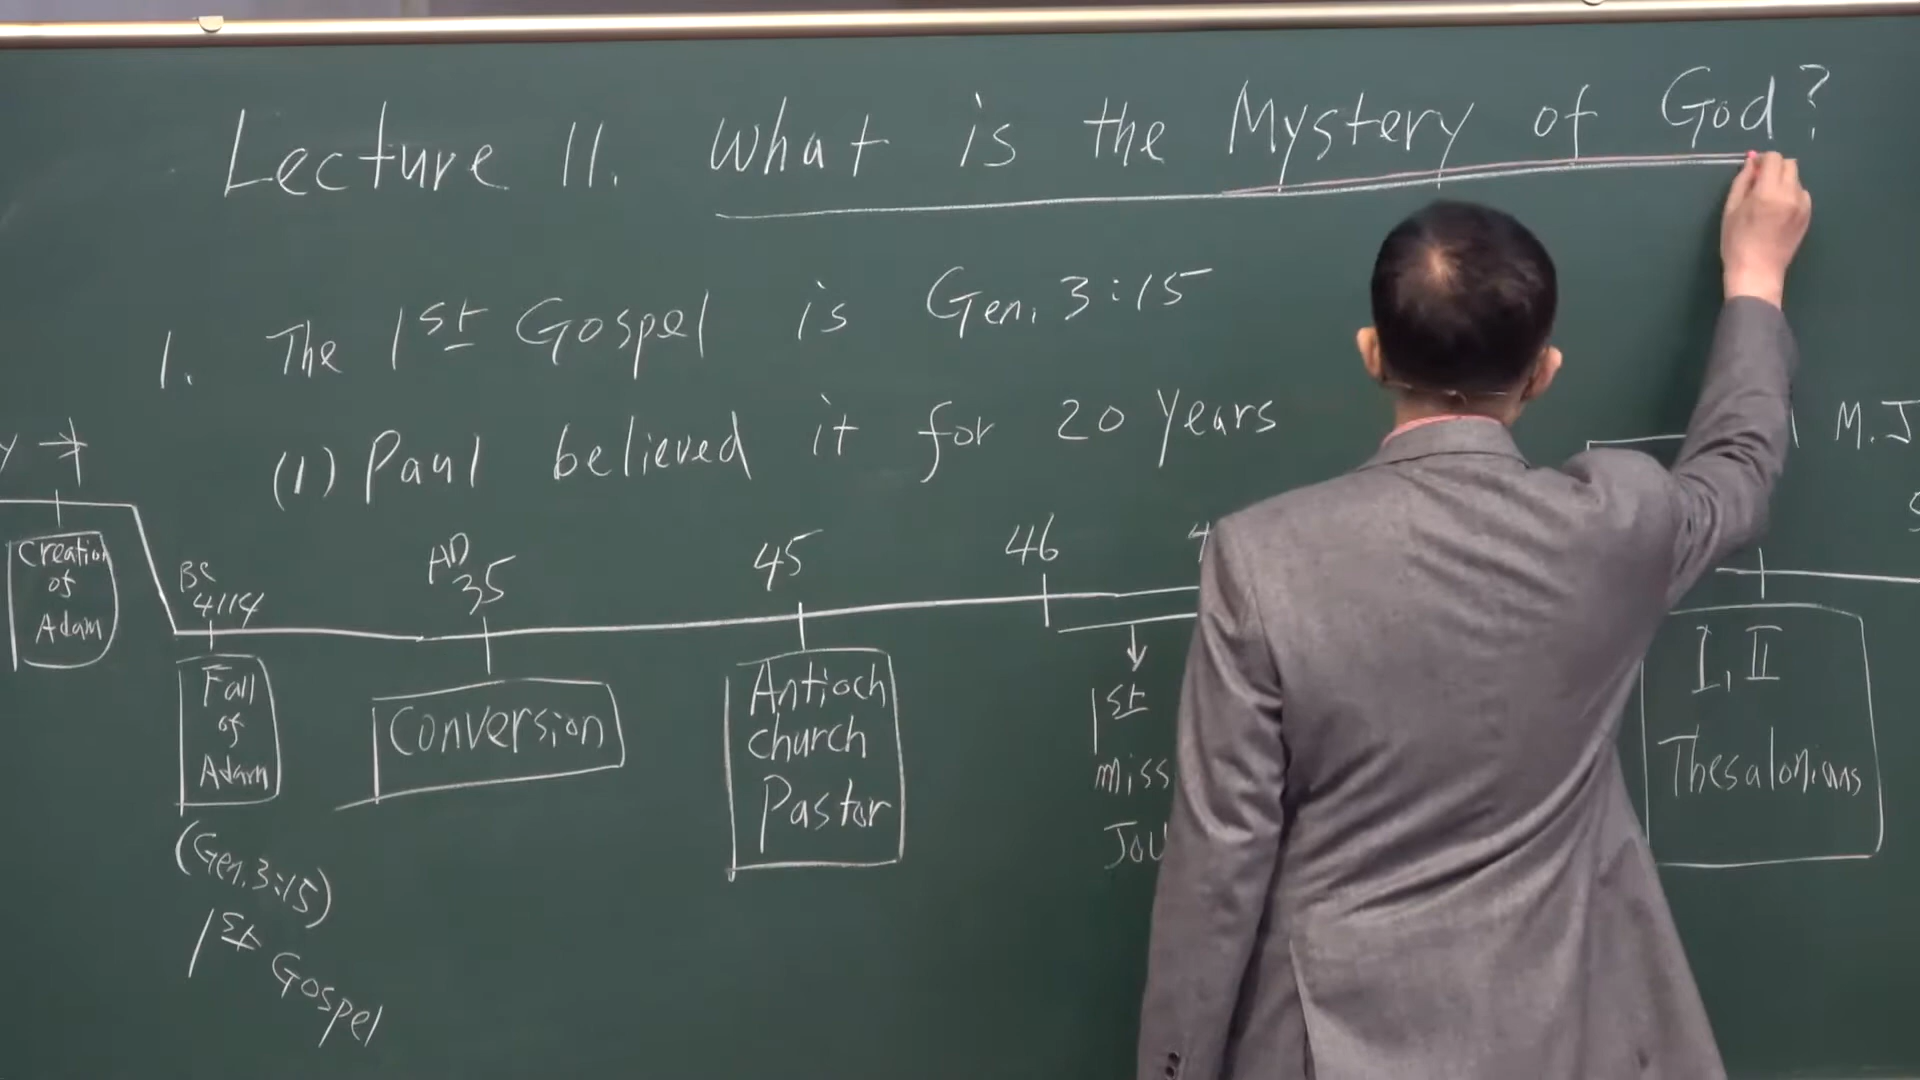 Lecture 11. What is the Mystery of God?
1. The 1st Gospel is Gen. 3:15
(1) Paul believed it for 20 years
M.J
Creation
of
Adam
BC
4114
Fall
of
Adam
(Gen. 3:15)
1st Gospel
AD
35
Conversion
45
Antioch
church
Pastor
46
1st
miss
Jou
I, II
Thesalonians